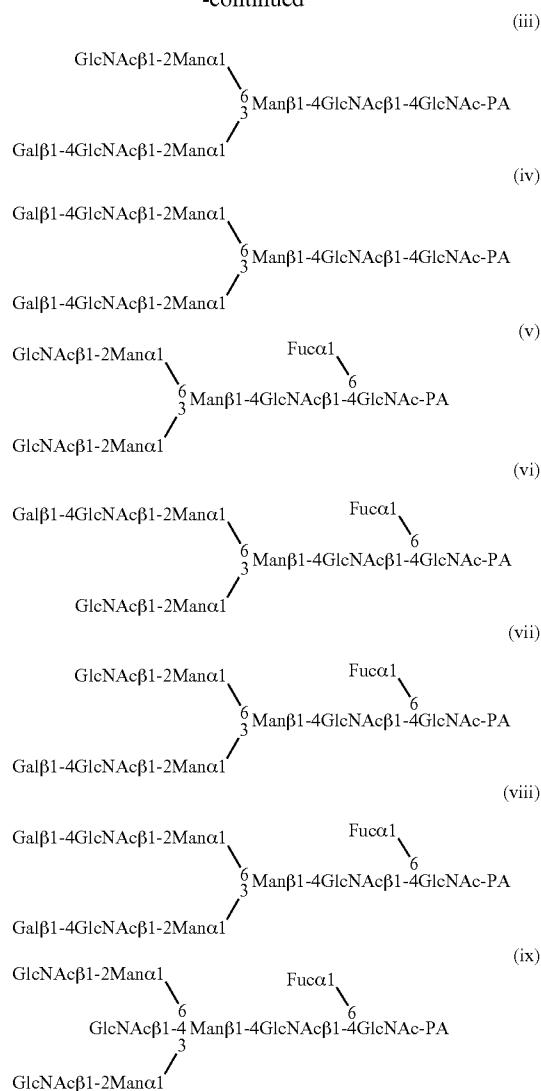 -continued
(iii)
GlcNAcβ1-2Manα1
6
3
Manβ1-4GlcNAcβ1-4GlcNAc-PA
Galβ1-4GlcNAcβ1-2Manα1
(iv)
Galβ1-4GlcNAcβ1-2Manα1
6
3
Manβ1-4GlcNAcβ1-4GlcNAc-PA
Galβ1-4GlcNAcβ1-2Manα1
(v)
GlcNAcβ1-2Manα1
Fucα1
6
6
3
Manβ1-4GlcNAcβ1-4GlcNAc-PA
GlcNAcβ1-2Manα1
(vi)
Galβ1-4GlcNAcβ1-2Manα1
Fucα1
6
6
3
Manβ1-4GlcNAcβ1-4GlcNAc-PA
GlcNAcβ1-2Manα1
(vii)
GlcNAcβ1-2Manα1
Fucα1
6
6
3
Manβ1-4GlcNAcβ1-4GlcNAc-PA
Galβ1-4GlcNAcβ1-2Manα1
(viii)
Galβ1-4GlcNAcβ1-2Manα1
Fucα1
6
6
3
Manβ1-4GlcNAcβ1-4GlcNAc-PA
Galβ1-4GlcNAcβ1-2Manα1
(ix)
GlcNAcβ1-2Manα1
Fucα1
6
6
GlcNAcβ1-4 Manβ1-4GlcNAcβ1-4GlcNAc-PA
3
GlcNAcβ1-2Manα1